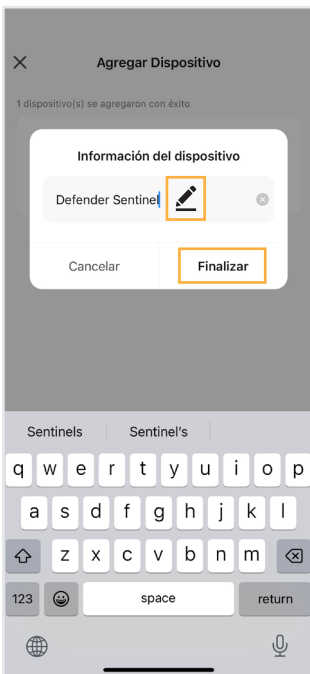 Agregar Dispositivo
1 dispositivo(s) se agregaron con éxito
Información del dispositivo
Defender Sentinel
Cancelar Finalizar
Sentinels Sentinel's
q w e r t y u i o p
a s d f g h j k l
z x c v b n m
123 space return